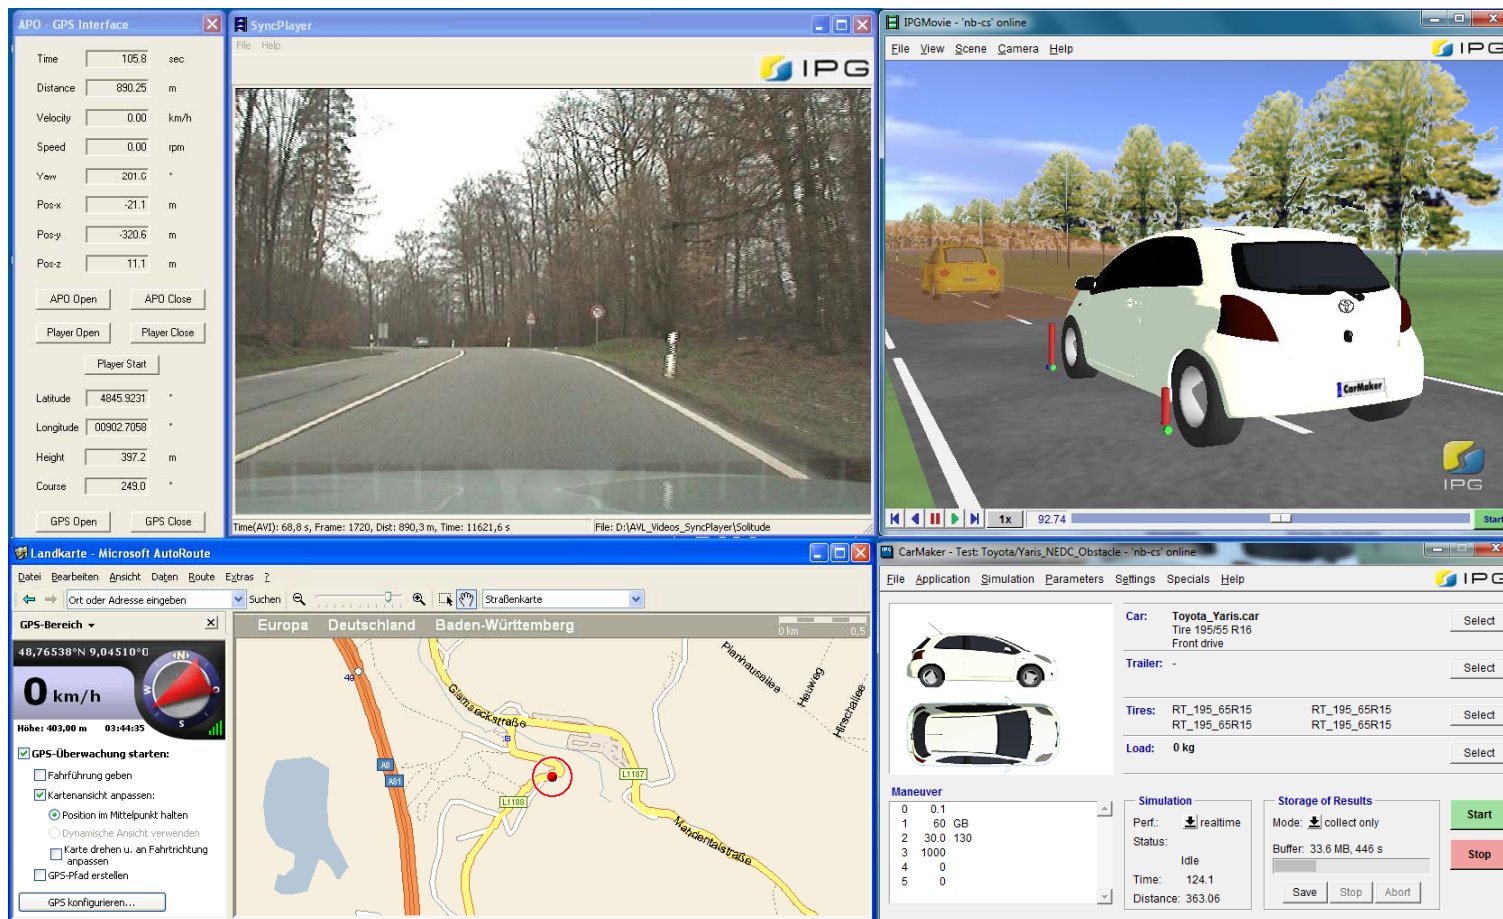 APO - GPS Interface
Time 105.8 sec
Distance 890.25 m
Velocity 0.00 km/h
Speed 0.00 rpm
Yaw 201.6 °
Pos-x -21.1 m
Pos-y -320.6 m
Pos-z 11.1 m
APO Open APO Close
Player Open Player Close
Player Start
Latitude 4845.9231 °
Longitude 00902.7058 °
Height 397.2 m
Course 249.0 °
GPS Open GPS Close
SyncPlayer
File Help
IPG
Time(AVI): 68,8 s, Frame: 1720, Dist: 890,3 m, Time: 11621,6 s File: D:\AVL_Videos_SyncPlayer\Solitude
IPGMovie - 'nb-cs' online
File View Scene Camera Help
IPG
CarMaker
IPG
1x 92.74 Start
Landkarte - Microsoft AutoRoute
Datei Bearbeiten Ansicht Daten Route Extras ?
Ort oder Adresse eingeben Suchen Straßenkarte
GPS-Bereich
48,76538°N 9,04510°O
N
W O
S
0 km/h
Höhe: 403,00 m 03:44:35
GPS-Überwachung starten:
Fahrführung geben
Kartenansicht anpassen:
Position im Mittelpunkt halten
Dynamische Ansicht verwenden
Karte drehen u. an Fahrtrichtung
anpassen
GPS-Pfad erstellen
GPS konfigurieren...
Europa Deutschland Baden-Württemberg
0 km 0,5
49
Glemseckstraße
Planhausallee
Heuweg
Hirschallee
A8
A81
L1187
L1188
Mahdentalstraße
CarMaker - Test: Toyota/Yaris_NEDC_Obstacle - 'nb-cs' online
File Application Simulation Parameters Settings Specials Help
IPG
Car: Toyota_Yaris.car Select
Tire 195/55 R16
Front drive
Trailer: - Select
Tires: RT_195_65R15 RT_195_65R15 Select
RT_195_65R15 RT_195_65R15
Load: 0 kg Select
Maneuver
0 0.1
1 60 GB
2 30.0 130
3 1000
4 0
5 0
Simulation
Perf.: realtime
Status:
Idle
Time: 124.1
Distance: 363.06
Storage of Results
Mode: collect only
Buffer: 33.6 MB, 446 s
Save Stop Abort
Start
Stop